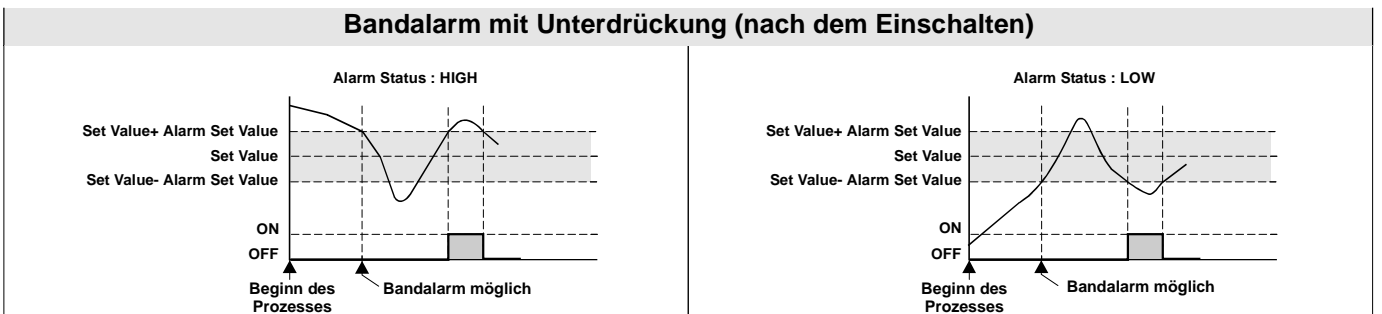 Bandalarm mit Unterdrückung (nach dem Einschalten)
Alarm Status : HIGH
Set Value+ Alarm Set Value
Set Value
Set Value- Alarm Set Value
ON
OFF
Beginn des
Prozesses
Bandalarm möglich
Alarm Status : LOW
Set Value+ Alarm Set Value
Set Value
Set Value- Alarm Set Value
ON
OFF
Beginn des
Prozesses
Bandalarm möglich